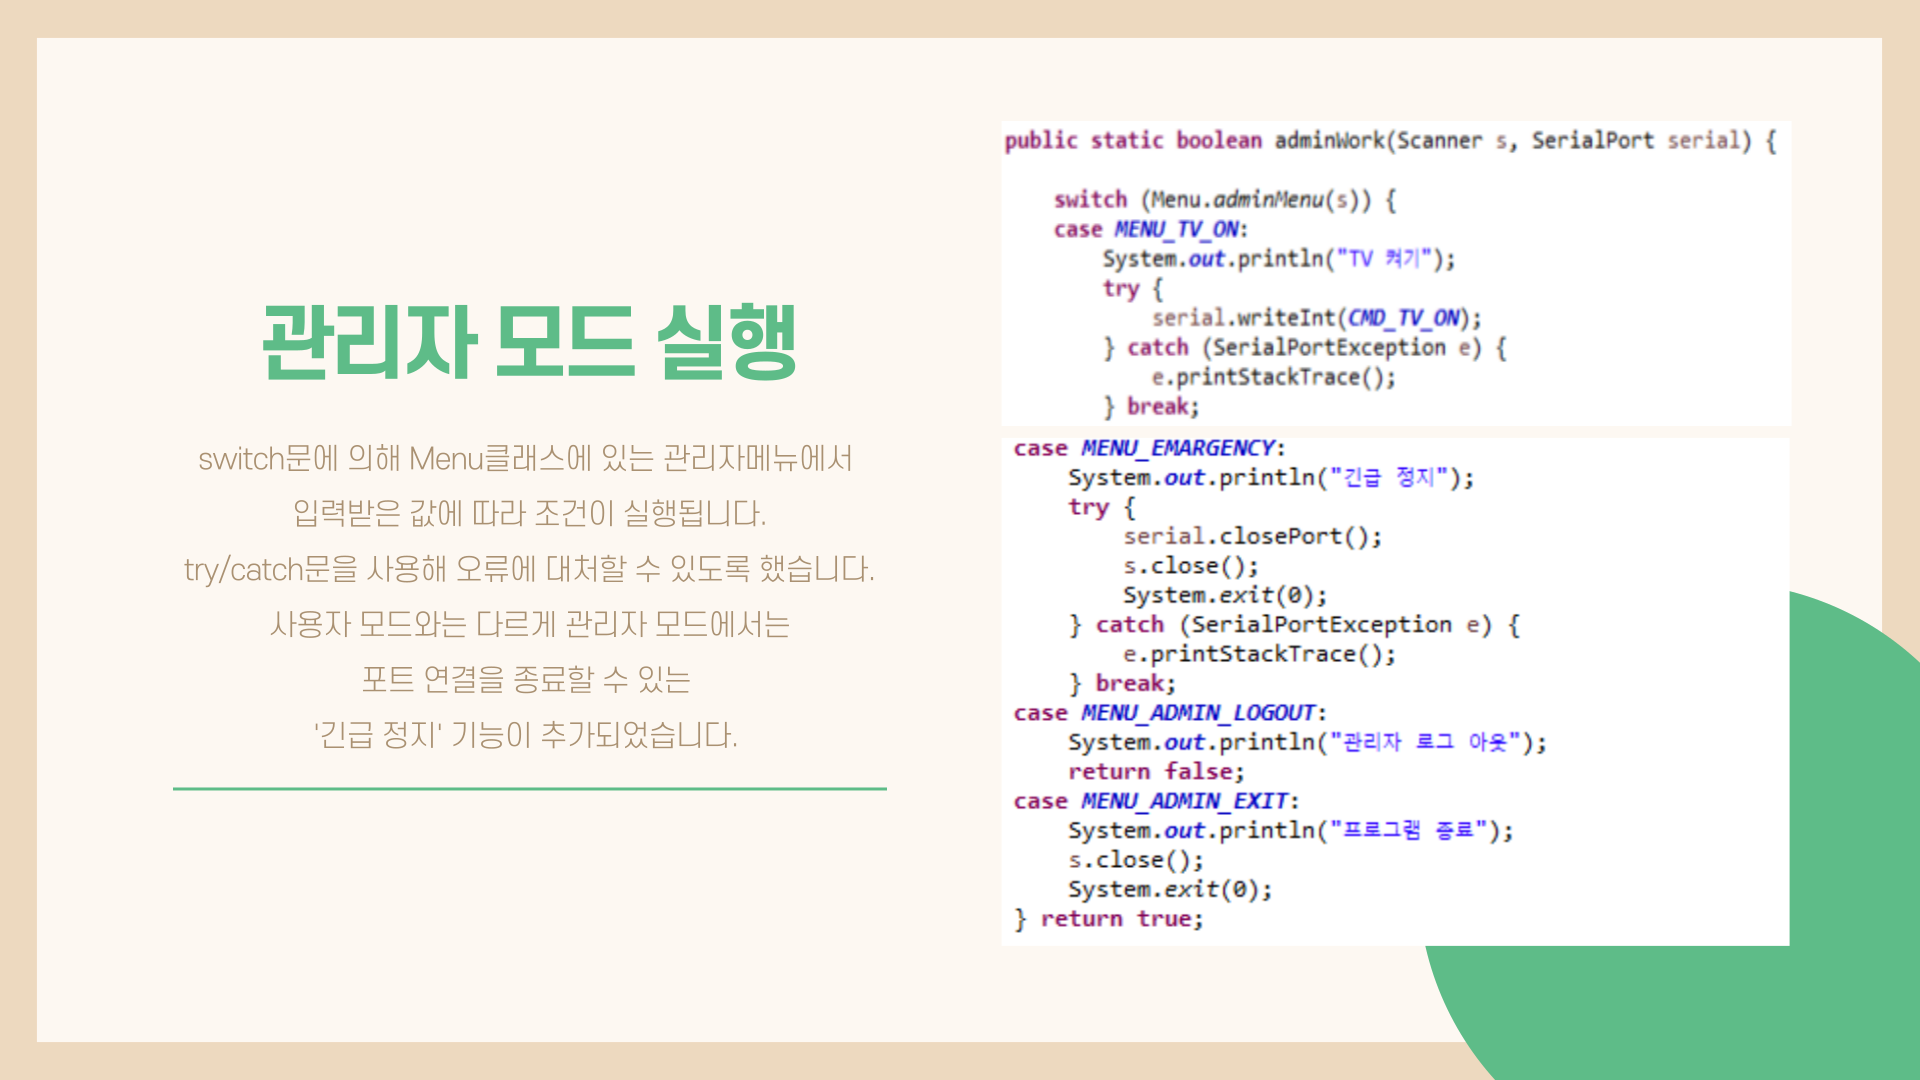 관리자 모드 실행
switch문에 의해 Menu클래스에 있는 관리자메뉴에서
입력받은 값에 따라 조건이 실행됩니다.
try/catch문을 사용해 오류에 대처할 수 있도록 했습니다.
사용자 모드와는 다르게 관리자 모드에서는
포트 연결을 종료할 수 있는
'긴급 정지' 기능이 추가되었습니다.
public static boolean adminWork(Scanner s, SerialPort serial) {
switch (Menu.adminMenu(s)) {
case MENU_TV_ON:
System.out.println("TV 켜기");
try {
serial.writeInt(CMD_TV_ON);
} catch (SerialPortException e) {
e.printStackTrace();
} break;
case MENU_EMARGENCY:
System.out.println("긴급 정지");
try {
serial.closePort();
s.close();
System.exit(0);
} catch (SerialPortException e) {
e.printStackTrace();
} break;
case MENU_ADMIN_LOGOUT:
System.out.println("관리자 로그 아웃");
return false;
case MENU_ADMIN_EXIT:
System.out.println("프로그램 종료");
s.close();
System.exit(0);
} return true;